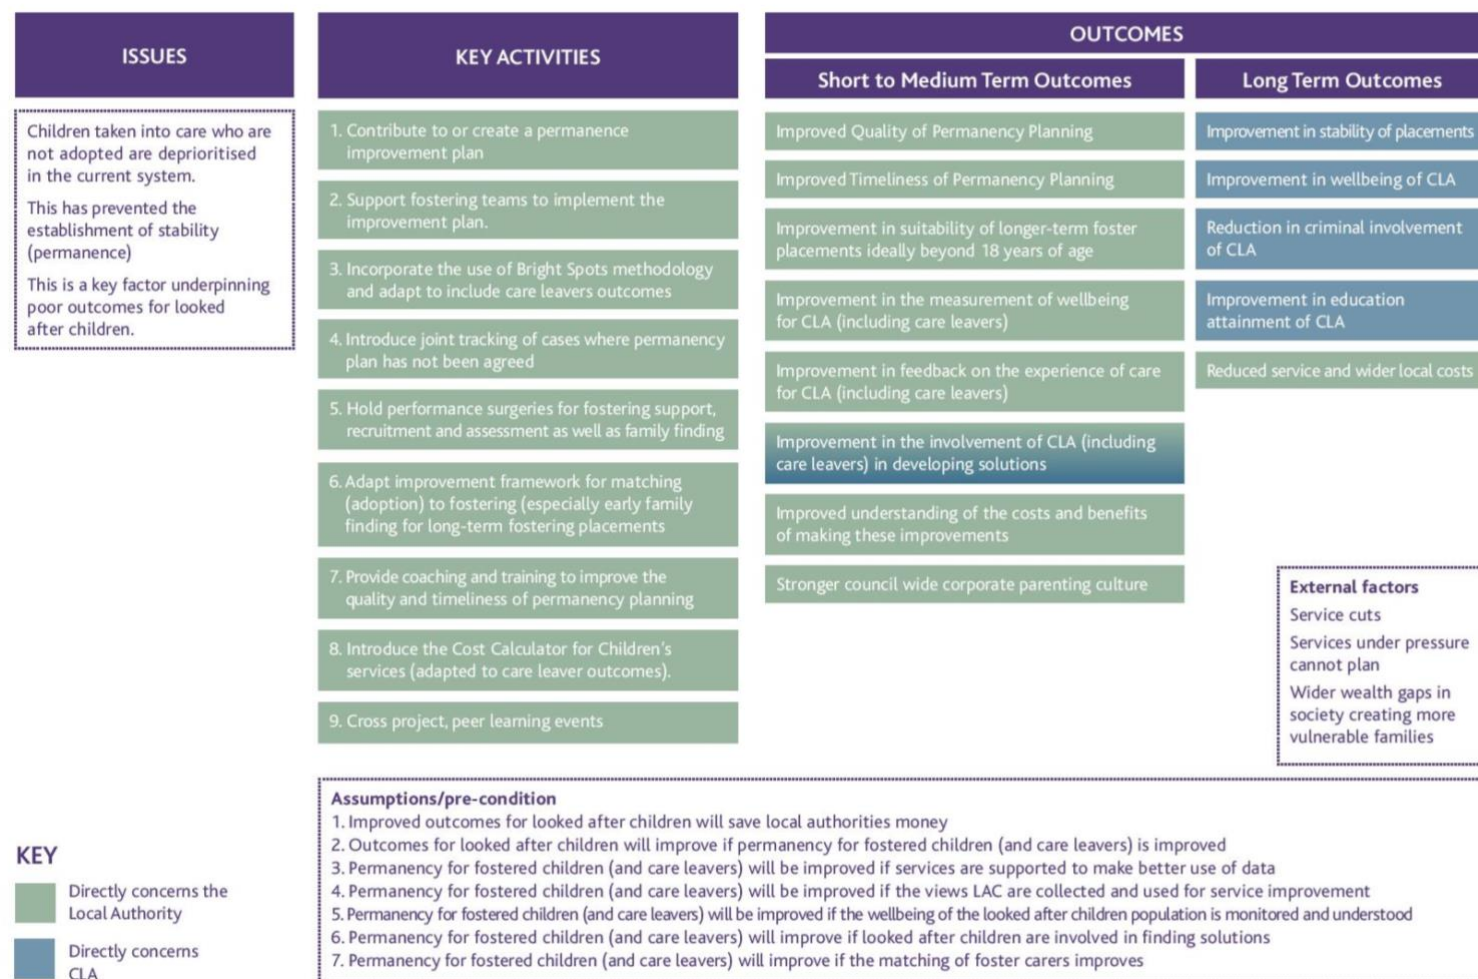 ISSUES
Children taken into care who are
not adopted are deprioritised
in the current system.
This has prevented the
establishment of stability
(permanence)
This is a key factor underpinning
poor outcomes for looked
after children.
KEY ACTIVITIES
1. Contribute to or create a permanence
improvement plan
2. Support fostering teams to implement the
improvement plan.
3. Incorporate the use of Bright Spots methodology
and adapt to include care leavers outcomes
4. Introduce joint tracking of cases where permanency
plan has not been agreed
5. Hold performance surgeries for fostering support,
recruitment and assessment as well as family finding
6. Adapt improvement framework for matching
(adoption) to fostering (especially early family
finding for long-term fostering placements
7. Provide coaching and training to improve the
quality and timeliness of permanency planning
8. Introduce the Cost Calculator for Children's
services (adapted to care leaver outcomes).
9. Cross project, peer learning events
OUTCOMES
Short to Medium Term Outcomes
Improved Quality of Permanency Planning
Improved Timeliness of Permanency Planning
Improvement in suitability of longer-term foster
placements ideally beyond 18 years of age
Improvement in the measurement of wellbeing
for CLA (including care leavers)
Improvement in feedback on the experience of care
for CLA (including care leavers)
Improvement in the involvement of CLA (including
care leavers) in developing solutions
Improved understanding of the costs and benefits
of making these improvements
Stronger council wide corporate parenting culture
Long Term Outcomes
Improvement in stability of placements
Improvement in wellbeing of CLA
Reduction in criminal involvement
of CLA
Improvement in education
attainment of CLA
Reduced service and wider local costs
External factors
Service cuts
Services under pressure
cannot plan
Wider wealth gaps in
society creating more
vulnerable families
Assumptions/pre-condition
1. Improved outcomes for looked after children will save local authorities money
2. Outcomes for looked after children will improve if permanency for fostered children (and care leavers) is improved
3. Permanency for fostered children (and care leavers) will be improved if services are supported to make better use of data
4. Permanency for fostered children (and care leavers) will be improved if the views LAC are collected and used for service improvement
5. Permanency for fostered children (and care leavers) will be improved if the wellbeing of the looked after children population is monitored and understood
6. Permanency for fostered children (and care leavers) will improve if looked after children are involved in finding solutions
7. Permanency for fostered children (and care leavers) will improve if the matching of foster carers improves
KEY
Directly concerns the
Local Authority
Directly concerns
CLA